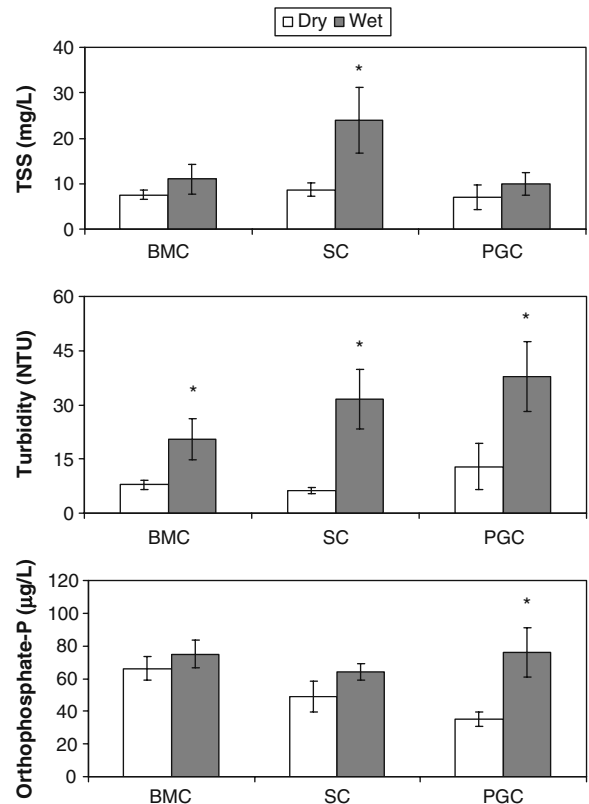 Dry Wet
TSS (mg/L)
40
30
20
10
0
*
BMC SC PGC
Turbidity (NTU)
60
45
30
15
0
* * *
BMC SC PGC
Orthophosphate-P (µg/L)
120
100
80
60
40
20
0
*
BMC SC PGC